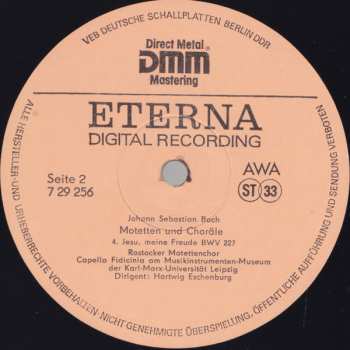 VEB DEUTSCHE SCHALLPLATTEN BERLIN DDR
Direct Metal
DMM
Mastering
ETERNA
DIGITAL RECORDING
Seite 2
7 29 256
AWA
ST 33
Johann Sebastian Bach
Motetten und Choräle
4. Jesu, meine Freude BWV 227
Rostocker Motettenchor
Capella Fidicinia am Musikinstrumenten-Museum
der Karl-Marx-Universität Leipzig
Dirigent: Hartwig Eschenburg
ALLE HERSTELLER- UND URHEBERRECHTE VORBEHALTEN · NICHT GENEHMIGTE ÜBERSPIELUNG, ÖFFENTLICHE AUFFÜHRUNG UND SENDUNG VERBOTEN